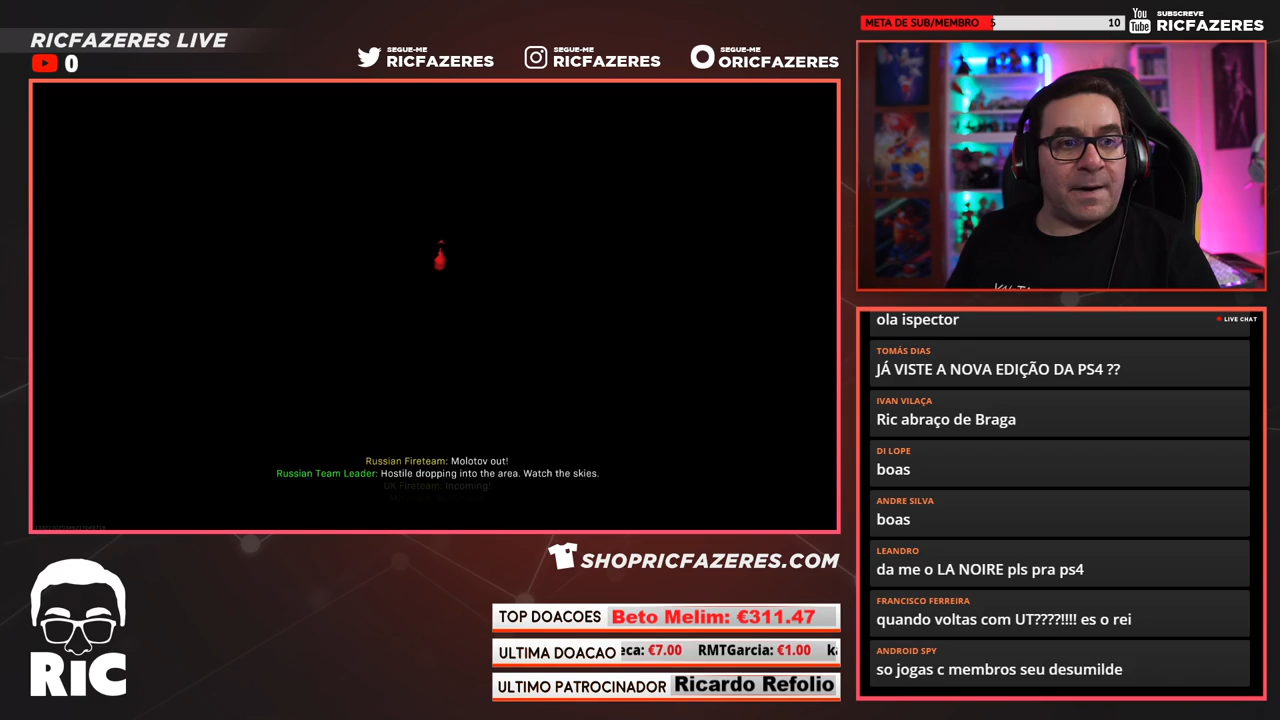 RICFAZERES LIVE
0
SEGUE-ME
RICFAZERES
SEGUE-ME
RICFAZERES
SEGUE-ME
ORICFAZERES
META DE SUB/MEMBRO 5 10
You
Tube
SUBSCREVE
RICFAZERES
Russian Fireteam: Molotov out!
Russian Team Leader: Hostile dropping into the area. Watch the skies.
UK Fireteam: Incoming!
ola ispector
LIVE CHAT
TOMÁS DIAS
JÁ VISTE A NOVA EDIÇÃO DA PS4 ??
IVAN VILAÇA
Ric abraço de Braga
DI LOPE
boas
ANDRE SILVA
boas
LEANDRO
da me o LA NOIRE pls pra ps4
FRANCISCO FERREIRA
quando voltas com UT????!!!! es o rei
ANDROID SPY
so jogas c membros seu desumilde
SHOPRICFAZERES.COM
TOP DOACOES Beto Melim: €311.47
ULTIMA DOACAO eca: €7.00 RMTGarcia: €1.00
ULTIMO PATROCINADOR Ricardo Refolio
RIC